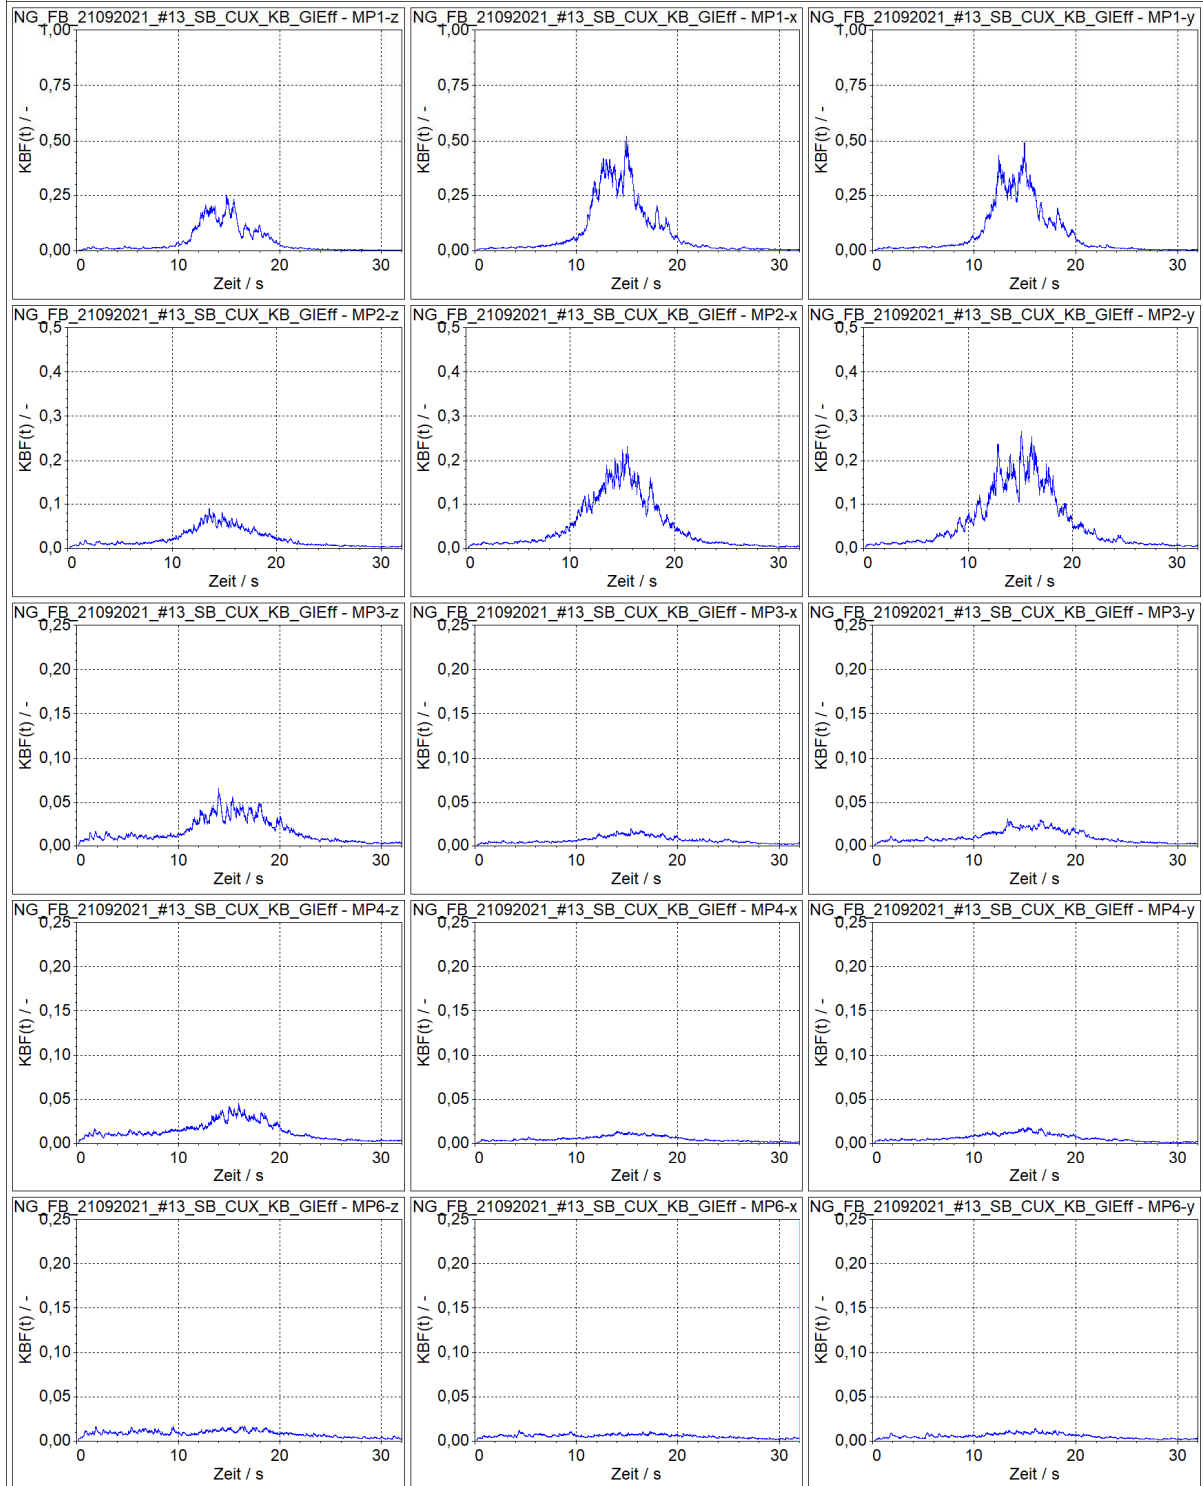 NG_FB_21092021_#13_SB_CUX_KB_GlEff - MP1-z
1,00
0,75
0,50
0,25
0,00
KBF(t) / -
0 10 20 30
Zeit / s
NG_FB_21092021_#13_SB_CUX_KB_GlEff - MP1-x
1,00
0,75
0,50
0,25
0,00
KBF(t) / -
0 10 20 30
Zeit / s
NG_FB_21092021_#13_SB_CUX_KB_GlEff - MP1-y
1,00
0,75
0,50
0,25
0,00
KBF(t) / -
0 10 20 30
Zeit / s
NG_FB_21092021_#13_SB_CUX_KB_GlEff - MP2-z
0,5
0,4
0,3
0,2
0,1
0,0
KBF(t) / -
0 10 20 30
Zeit / s
NG_FB_21092021_#13_SB_CUX_KB_GlEff - MP2-x
0,5
0,4
0,3
0,2
0,1
0,0
KBF(t) / -
0 10 20 30
Zeit / s
NG_FB_21092021_#13_SB_CUX_KB_GlEff - MP2-y
0,5
0,4
0,3
0,2
0,1
0,0
KBF(t) / -
0 10 20 30
Zeit / s
NG_FB_21092021_#13_SB_CUX_KB_GlEff - MP3-z
0,25
0,20
0,15
0,10
0,05
0,00
KBF(t) / -
0 10 20 30
Zeit / s
NG_FB_21092021_#13_SB_CUX_KB_GlEff - MP3-x
0,25
0,20
0,15
0,10
0,05
0,00
KBF(t) / -
0 10 20 30
Zeit / s
NG_FB_21092021_#13_SB_CUX_KB_GlEff - MP3-y
0,25
0,20
0,15
0,10
0,05
0,00
KBF(t) / -
0 10 20 30
Zeit / s
NG_FB_21092021_#13_SB_CUX_KB_GlEff - MP4-z
0,25
0,20
0,15
0,10
0,05
0,00
KBF(t) / -
0 10 20 30
Zeit / s
NG_FB_21092021_#13_SB_CUX_KB_GlEff - MP4-x
0,25
0,20
0,15
0,10
0,05
0,00
KBF(t) / -
0 10 20 30
Zeit / s
NG_FB_21092021_#13_SB_CUX_KB_GlEff - MP4-y
0,25
0,20
0,15
0,10
0,05
0,00
KBF(t) / -
0 10 20 30
Zeit / s
NG_FB_21092021_#13_SB_CUX_KB_GlEff - MP6-z
0,25
0,20
0,15
0,10
0,05
0,00
KBF(t) / -
0 10 20 30
Zeit / s
NG_FB_21092021_#13_SB_CUX_KB_GlEff - MP6-x
0,25
0,20
0,15
0,10
0,05
0,00
KBF(t) / -
0 10 20 30
Zeit / s
NG_FB_21092021_#13_SB_CUX_KB_GlEff - MP6-y
0,25
0,20
0,15
0,10
0,05
0,00
KBF(t) / -
0 10 20 30
Zeit / s